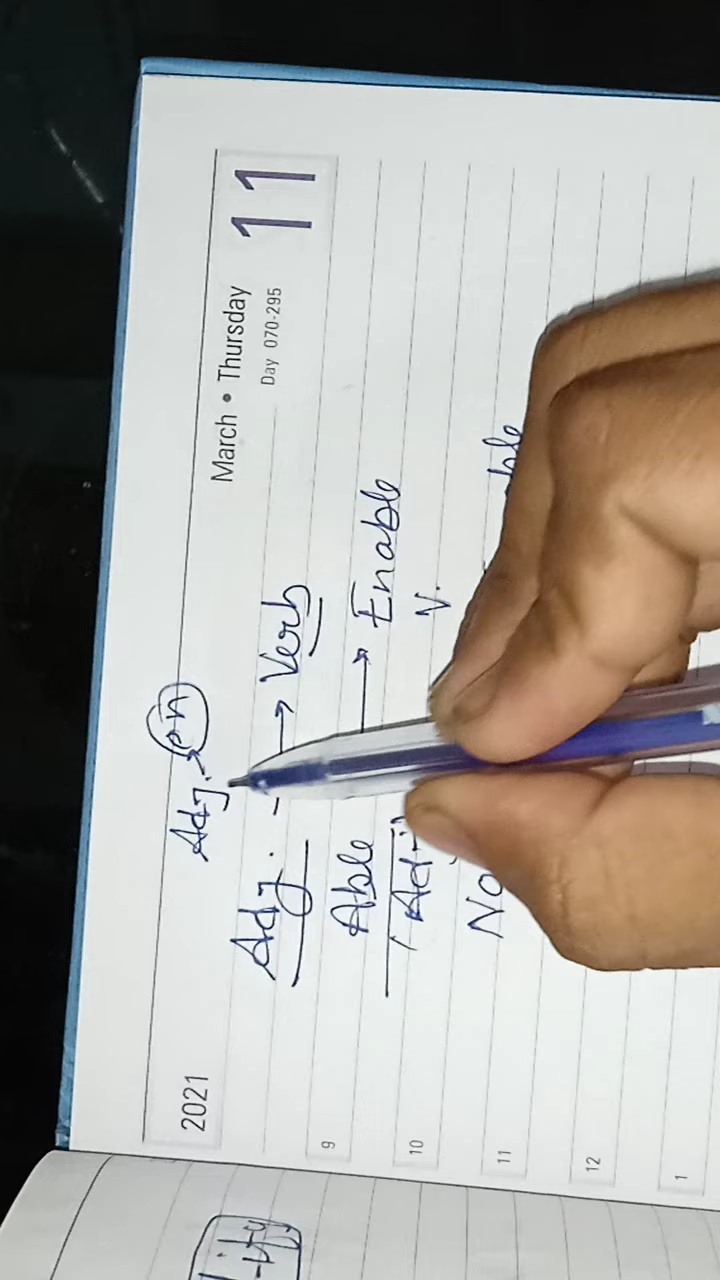 2021
March • Thursday
11
Day 070-295
Adj. → en
Adj. → Verb
9
Able → Enable
10
(Adj) V.
11
12
1